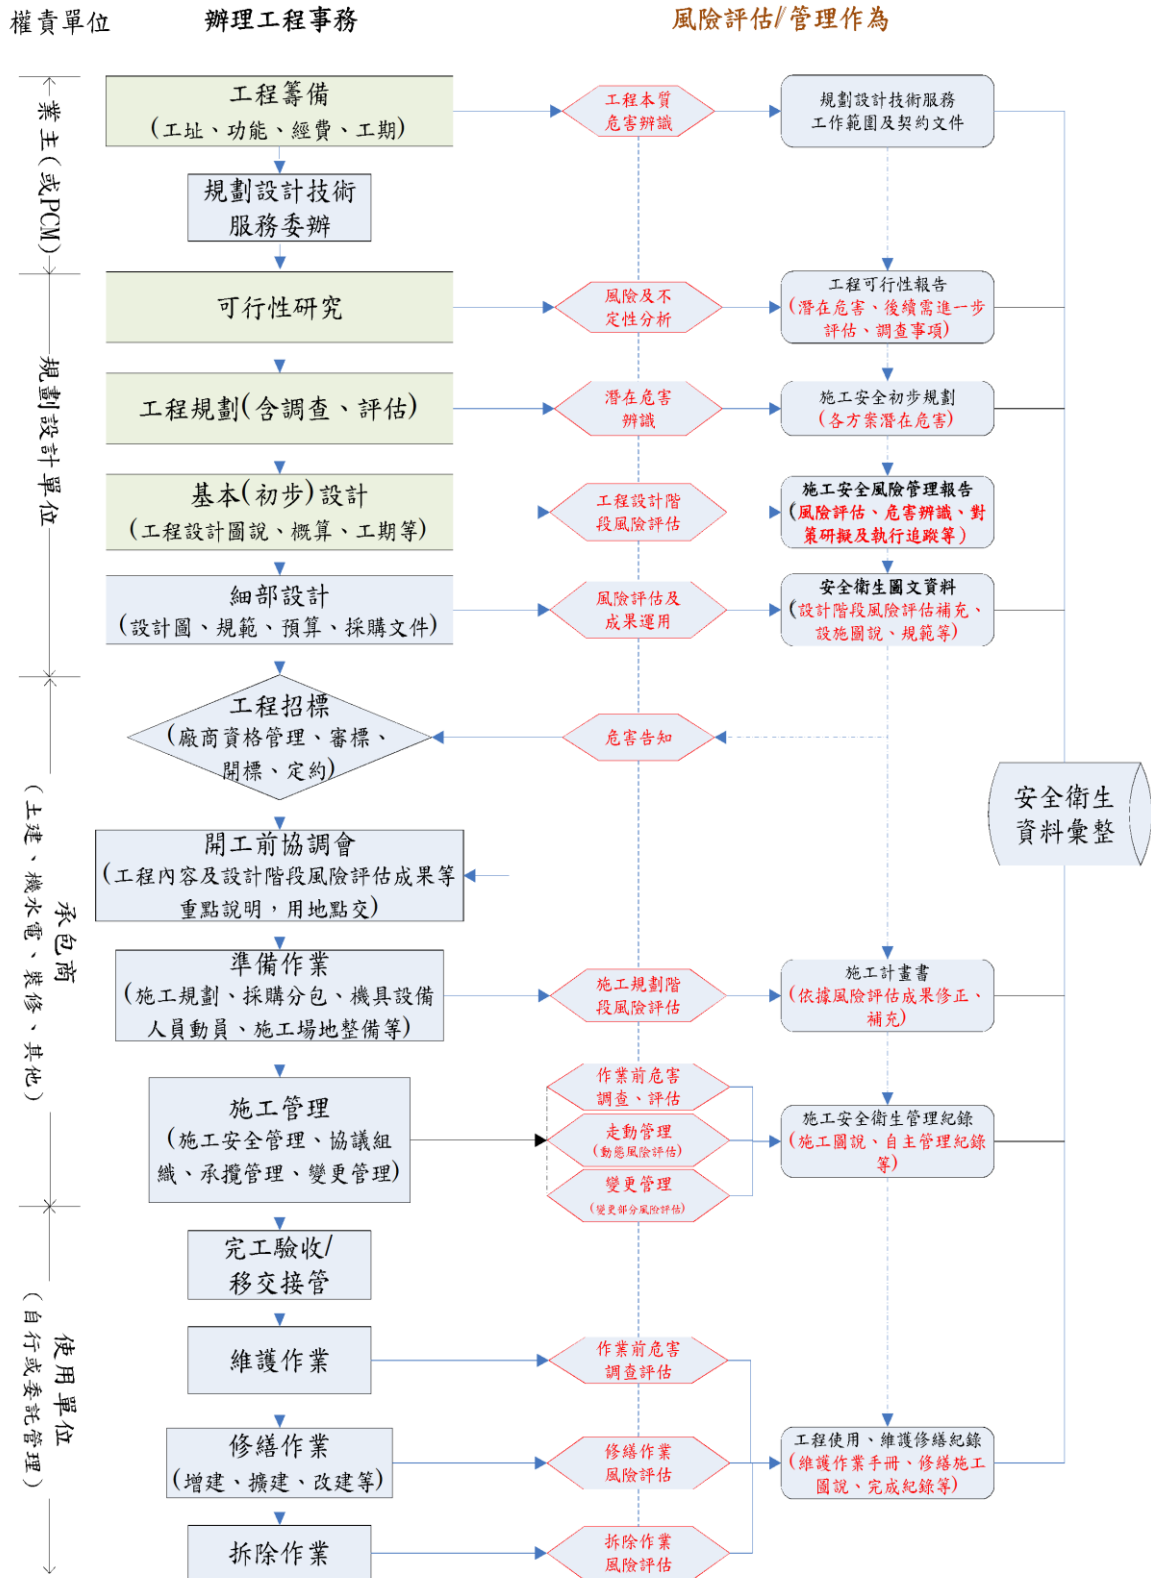 權責單位
辦理工程事務
風險評估/管理作為
業主(或PCM)
工程籌備
(工址、功能、經費、工期)
工程本質
危害辨識
規劃設計技術服務
工作範圍及契約文件
規劃設計技術
服務委辦
規劃設計單位
可行性研究
風險及不
定性分析
工程可行性報告
(潛在危害、後續需進一步
評估、調查事項)
工程規劃(含調查、評估)
潛在危害
辨識
施工安全初步規劃
(各方案潛在危害)
基本(初步)設計
(工程設計圖說、概算、工期等)
工程設計階
段風險評估
施工安全風險管理報告
(風險評估、危害辨識、對
策研擬及執行追蹤等)
細部設計
(設計圖、規範、預算、採購文件)
風險評估及
成果運用
安全衛生圖文資料
(設計階段風險評估補充、
設施圖說、規範等)
承包商
(土建、機水電、裝修、其他)
工程招標
(廠商資格管理、審標、
開標、定約)
危害告知
安全衛生
資料彙整
開工前協調會
(工程內容及設計階段風險評估成果等
重點說明，用地點交)
準備作業
(施工規劃、採購分包、機具設備
人員動員、施工場地整備等)
施工規劃階
段風險評估
施工計畫書
(依據風險評估成果修正、
補充)
施工管理
(施工安全管理、協議組
織、承攬管理、變更管理)
作業前危害
調查、評估
走動管理
(動態風險評估)
變更管理
(變更部分風險評估)
施工安全衛生管理紀錄
(施工圖說、自主管理紀錄
等)
使用單位
(自行或委託管理)
完工驗收/
移交接管
維護作業
作業前危害
調查評估
修繕作業
(增建、擴建、改建等)
修繕作業
風險評估
工程使用、維護修繕紀錄
(維護作業手冊、修繕施工
圖說、完成紀錄等)
拆除作業
拆除作業
風險評估